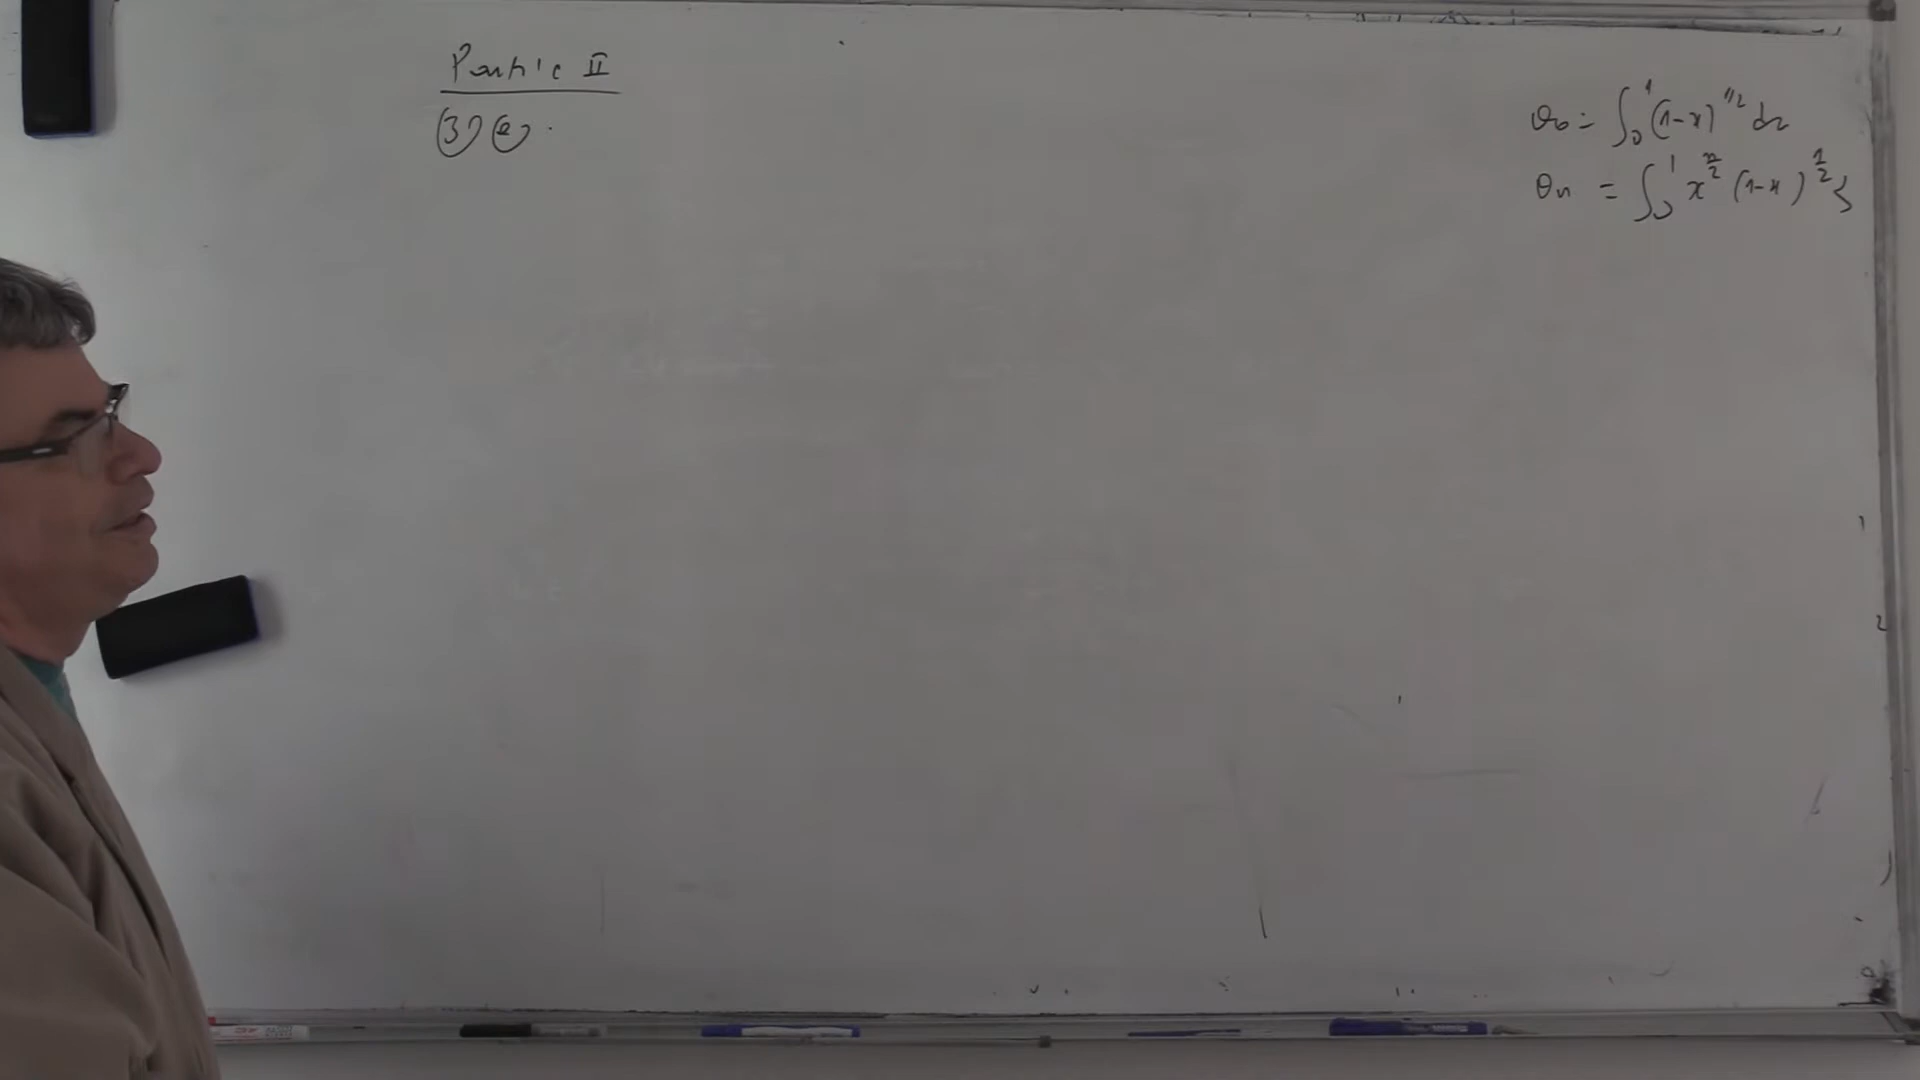 Partie II
3) a) .
θ₀ = ∫₀¹ (1-x)^{1/2} dx
θn = ∫₀¹ x^{n/2} (1-x)^{1/2}